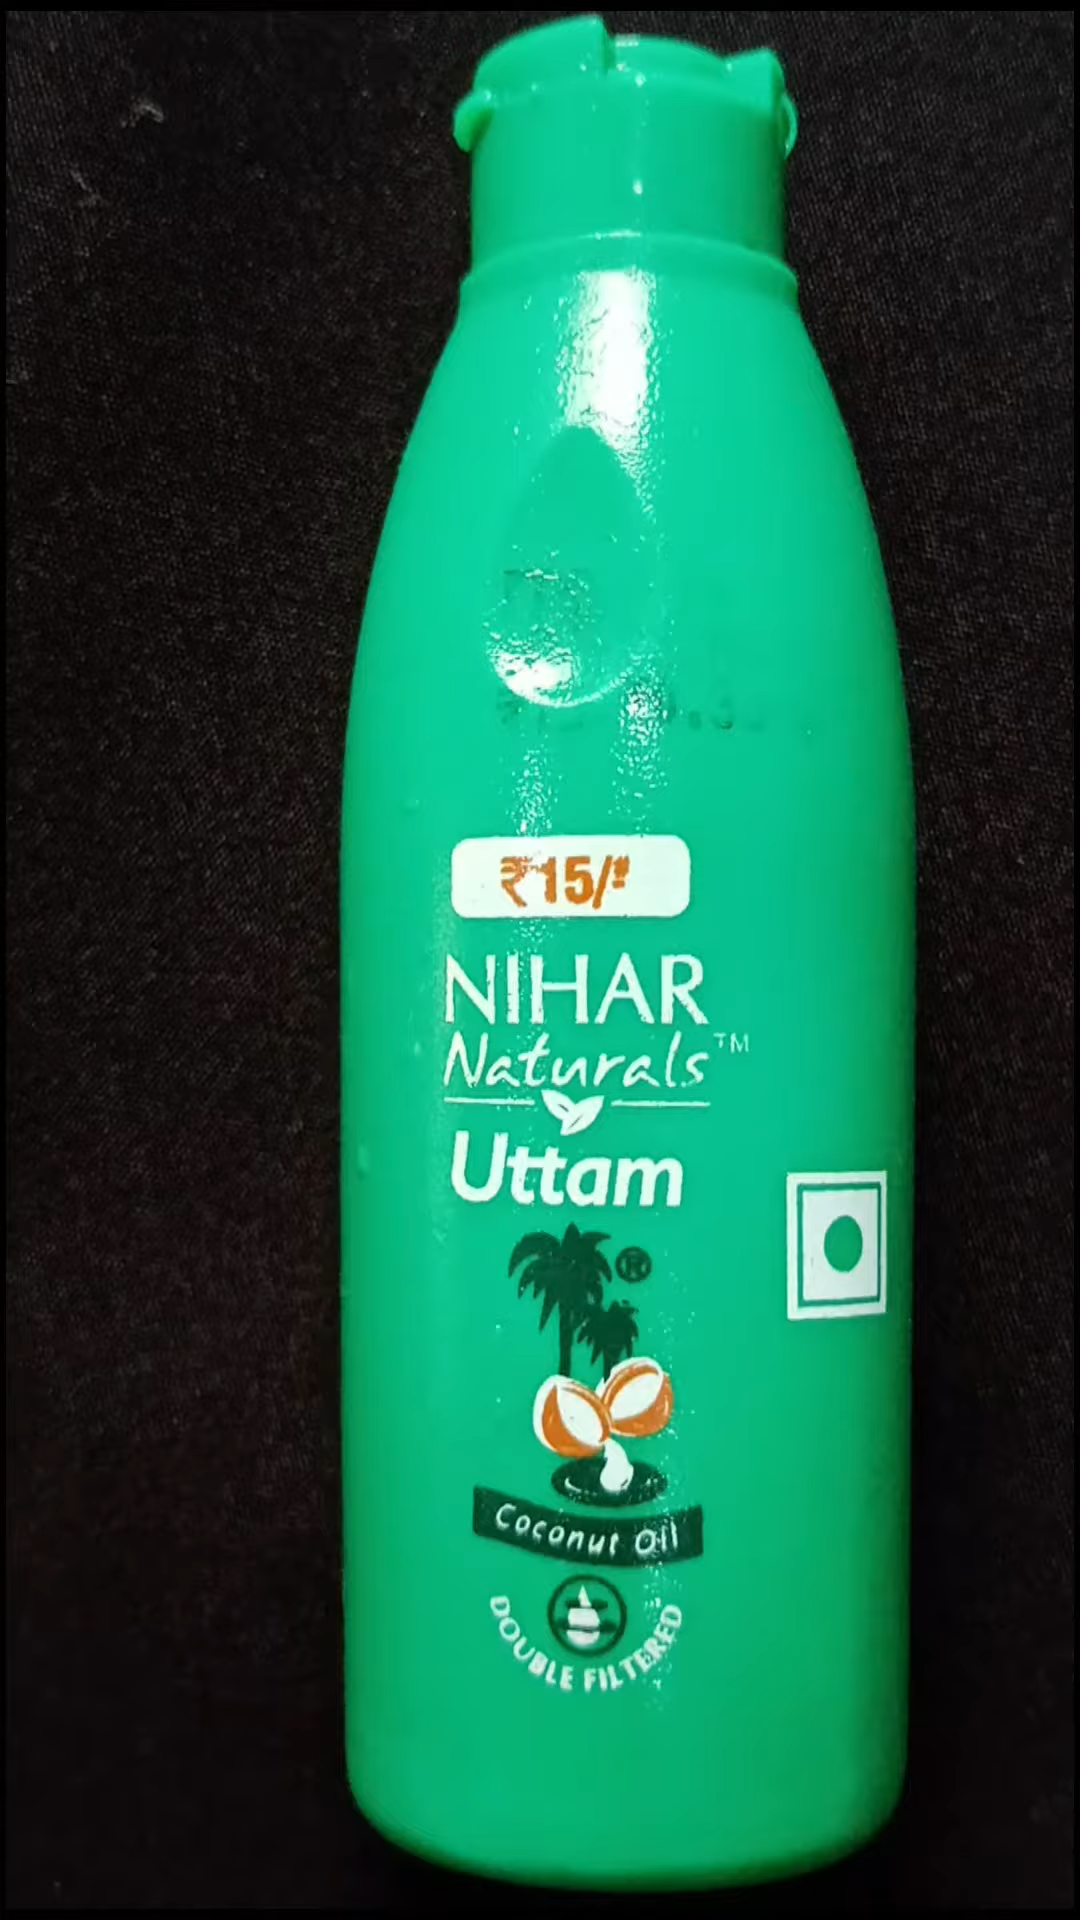 ₹15/-
NIHAR
Naturals™
Uttam
®
Coconut Oil
DOUBLE FILTERED